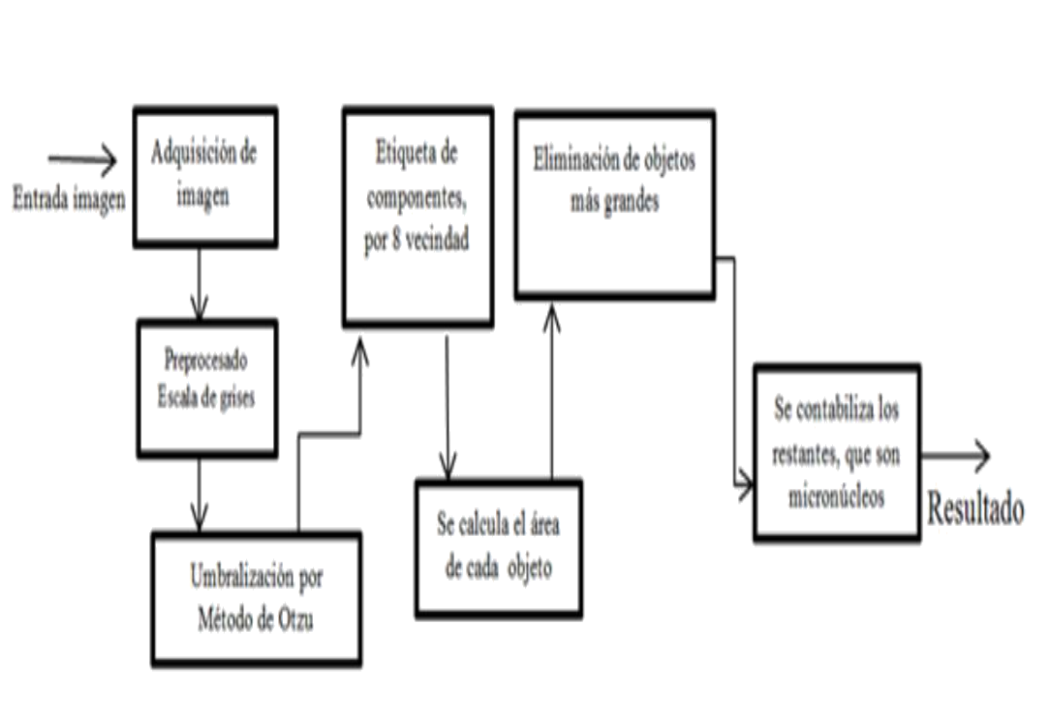 Entrada imagen
Adquisición de
imagen
Preprocesado
Escala de grises
Umbralización por
Método de Otzu
Etiqueta de
componentes,
por 8 vecindad
Se calcula el área
de cada objeto
Eliminación de objetos
más grandes
Se contabiliza los
restantes, que son
micronúcleos
Resultado